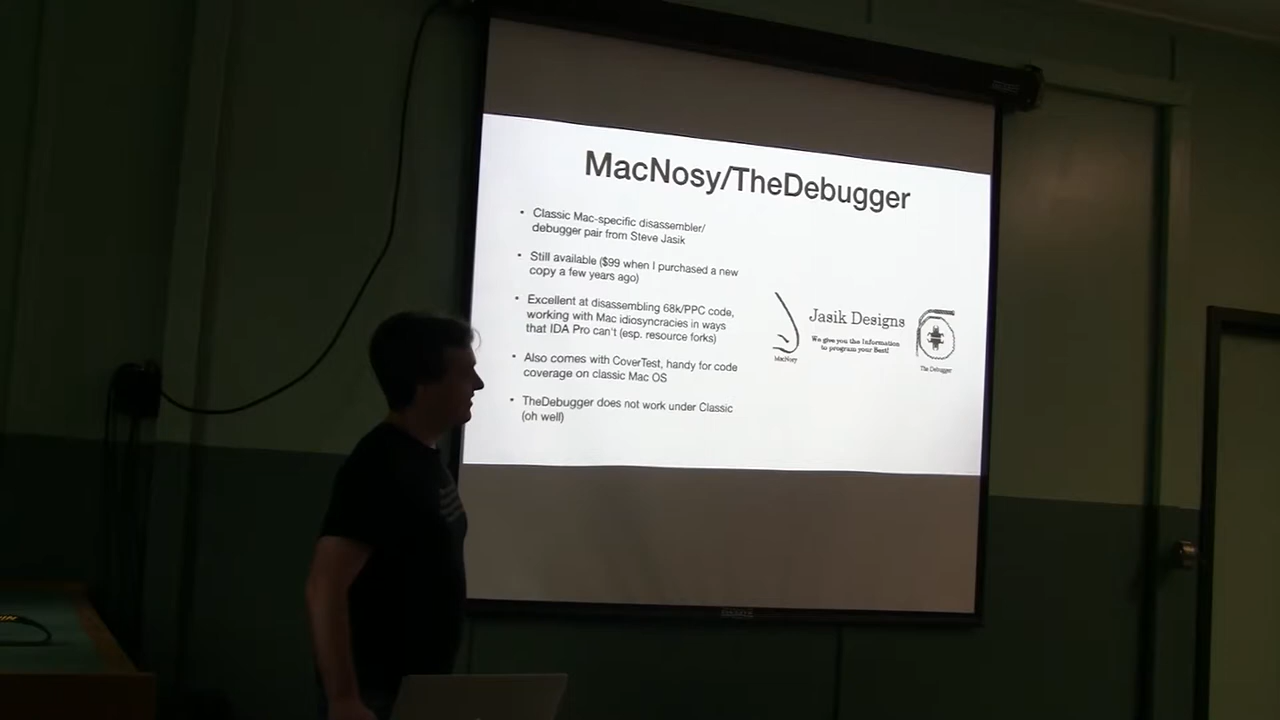 MacNosy/TheDebugger
• Classic Mac-specific disassembler/
debugger pair from Steve Jasik
• Still available ($99 when I purchased a new
copy a few years ago)
• Excellent at disassembling 68k/PPC code,
working with Mac idiosyncracies in ways
that IDA Pro can't (esp. resource forks)
• Also comes with CoverTest, handy for code
coverage on classic Mac OS
• TheDebugger does not work under Classic
(oh well)
Jasik Designs
We give you the Information
to program your Best!
MacNosy
The Debugger